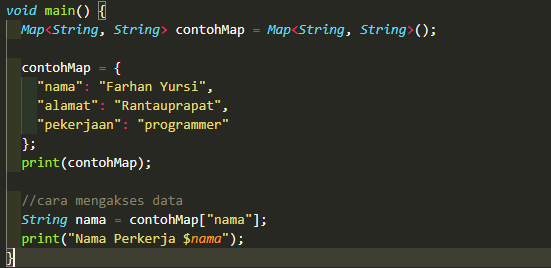 void main() {
Map<String, String> contohMap = Map<String, String>();
contohMap = {
"nama": "Farhan Yursi",
"alamat": "Rantauprapat",
"pekerjaan": "programmer"
};
print(contohMap);
//cara mengakses data
String nama = contohMap["nama"];
print("Nama Perkerja $nama");
}